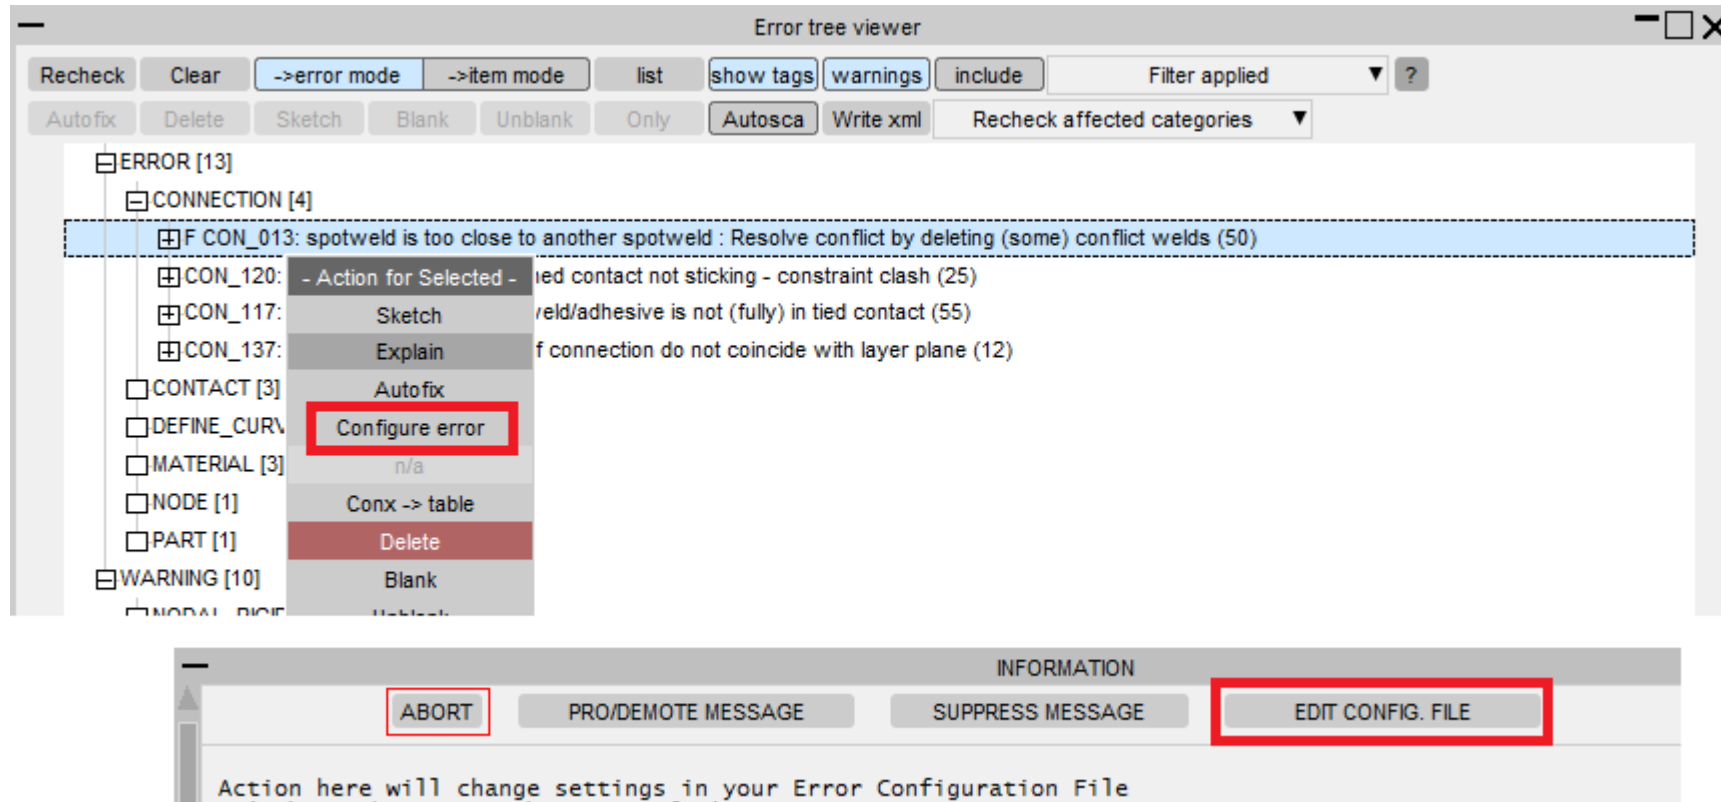 Error tree viewer
Recheck Clear ->error mode ->item mode list show tags warnings include Filter applied ?
Autofix Delete Sketch Blank Unblank Only Autosca Write xml Recheck affected categories
ERROR [13]
CONNECTION [4]
F CON_013: spotweld is too close to another spotweld : Resolve conflict by deleting (some) conflict welds (50)
CON_120: - Action for Selected - contact not sticking - constraint clash (25)
CON_117: Sketch is not (fully) in tied contact (55)
CON_137: Explain connection do not coincide with layer plane (12)
CONTACT [3] Autofix
Configure error
MATERIAL [3] n/a
NODE [1] Conx -> table
PART [1] Delete
WARNING [10] Blank
INFORMATION
ABORT PRO/DEMOTE MESSAGE SUPPRESS MESSAGE EDIT CONFIG. FILE
Action here will change settings in your Error Configuration File